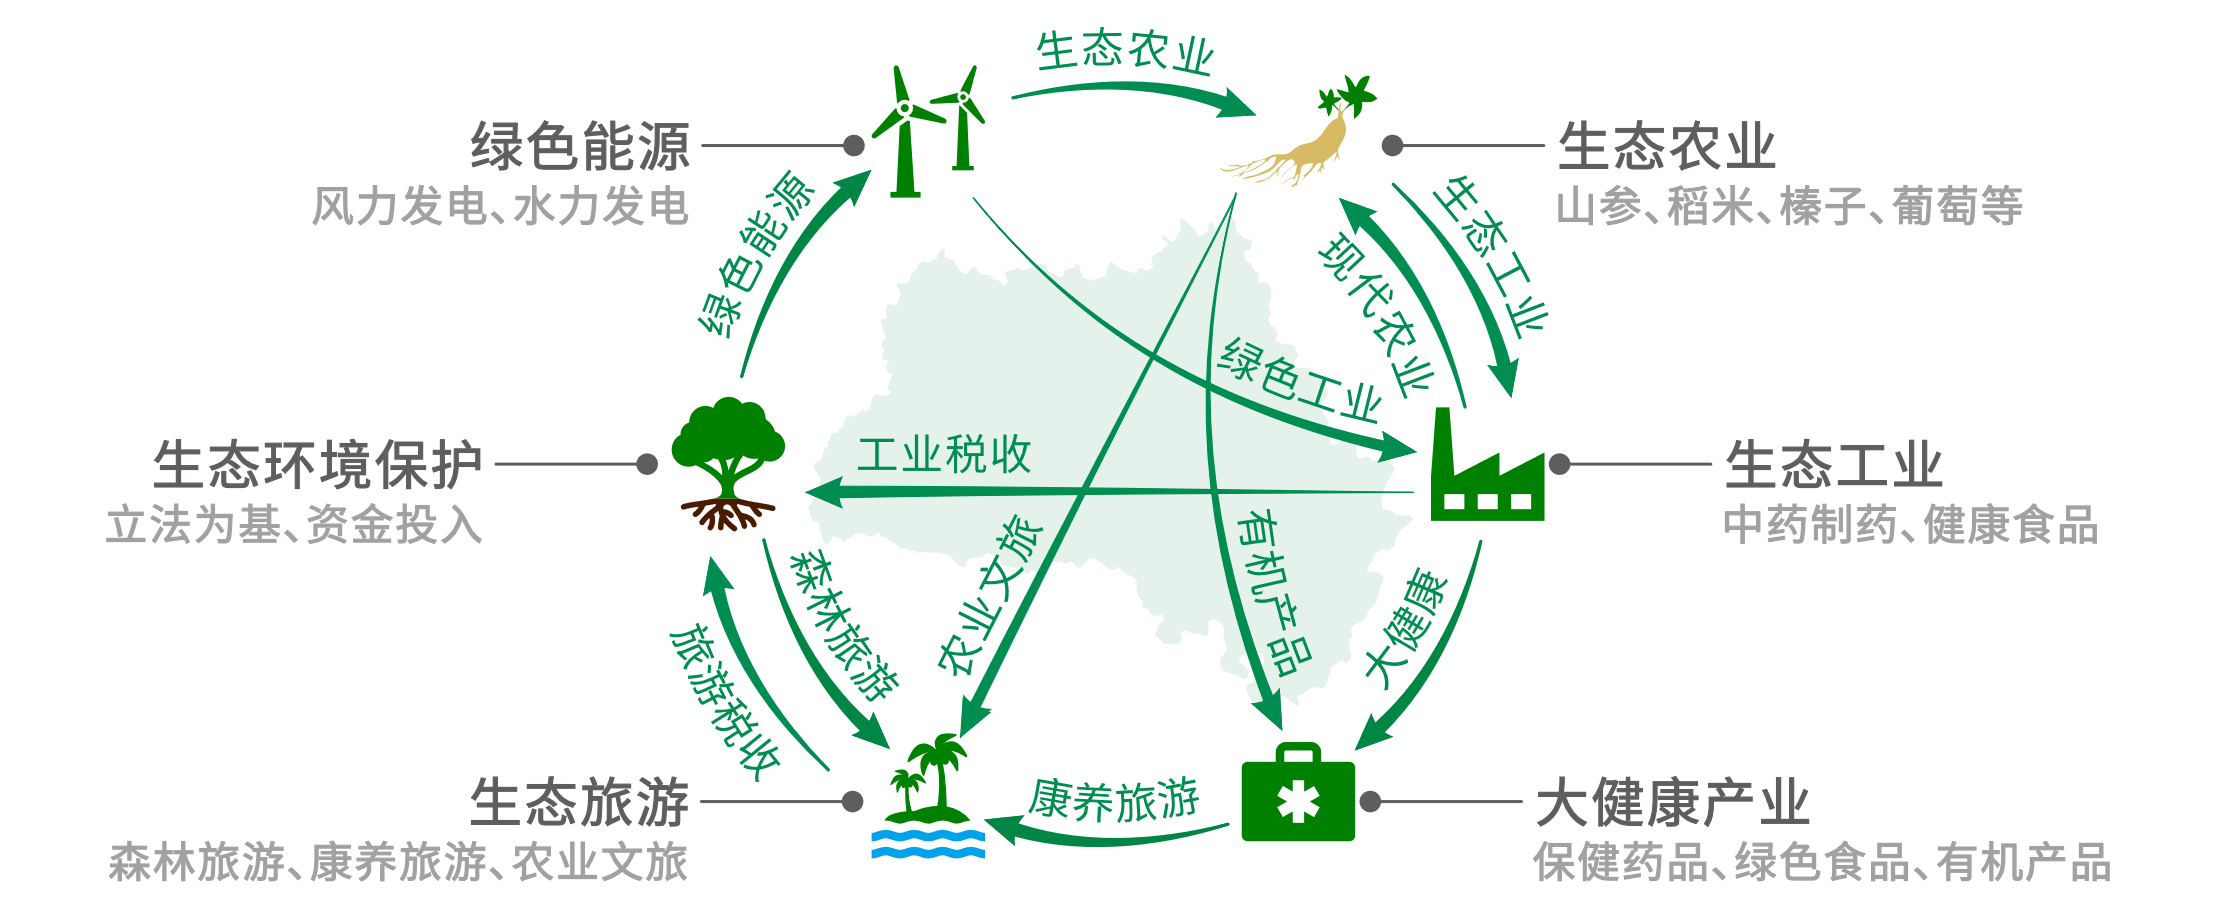 生态农业
绿色能源
风力发电、水力发电
生态农业
山参、稻米、榛子、葡萄等
绿色能源
生态工业
现代农业
绿色工业
工业税收
生态环境保护
立法为基、资金投入
生态工业
中药制药、健康食品
森林旅游
旅游税收
农业文旅
有机产品
大健康
生态旅游
森林旅游、康养旅游、农业文旅
康养旅游
大健康产业
保健药品、绿色食品、有机产品